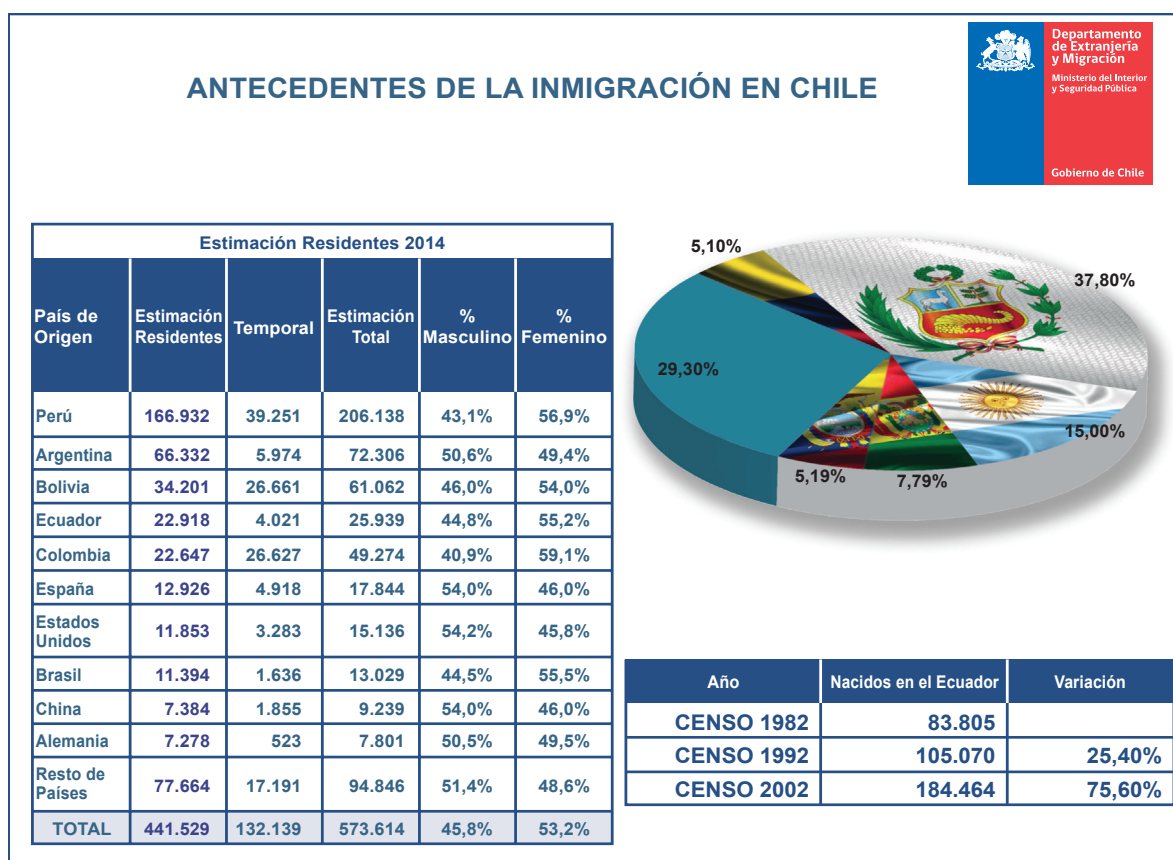 Departamento
de Extranjería
y Migración
Ministerio del Interior
y Seguridad Pública
Gobierno de Chile
ANTECEDENTES DE LA INMIGRACIÓN EN CHILE
Estimación Residentes 2014
País de Origen Estimación Residentes Temporal Estimación Total % Masculino % Femenino
Perú 166.932 39.251 206.138 43,1% 56,9%
Argentina 66.332 5.974 72.306 50,6% 49,4%
Bolivia 34.201 26.661 61.062 46,0% 54,0%
Ecuador 22.918 4.021 25.939 44,8% 55,2%
Colombia 22.647 26.627 49.274 40,9% 59,1%
España 12.926 4.918 17.844 54,0% 46,0%
Estados Unidos 11.853 3.283 15.136 54,2% 45,8%
Brasil 11.394 1.636 13.029 44,5% 55,5%
China 7.384 1.855 9.239 54,0% 46,0%
Alemania 7.278 523 7.801 50,5% 49,5%
Resto de Países 77.664 17.191 94.846 51,4% 48,6%
TOTAL 441.529 132.139 573.614 45,8% 53,2%
5,10%
37,80%
29,30%
15,00%
5,19%
7,79%
Año Nacidos en el Ecuador Variación
CENSO 1982 83.805
CENSO 1992 105.070 25,40%
CENSO 2002 184.464 75,60%